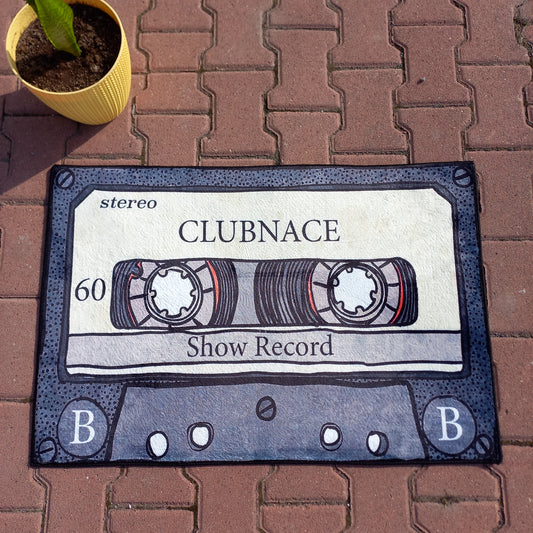 stereo
CLUBNACE
60
Show Record
B B